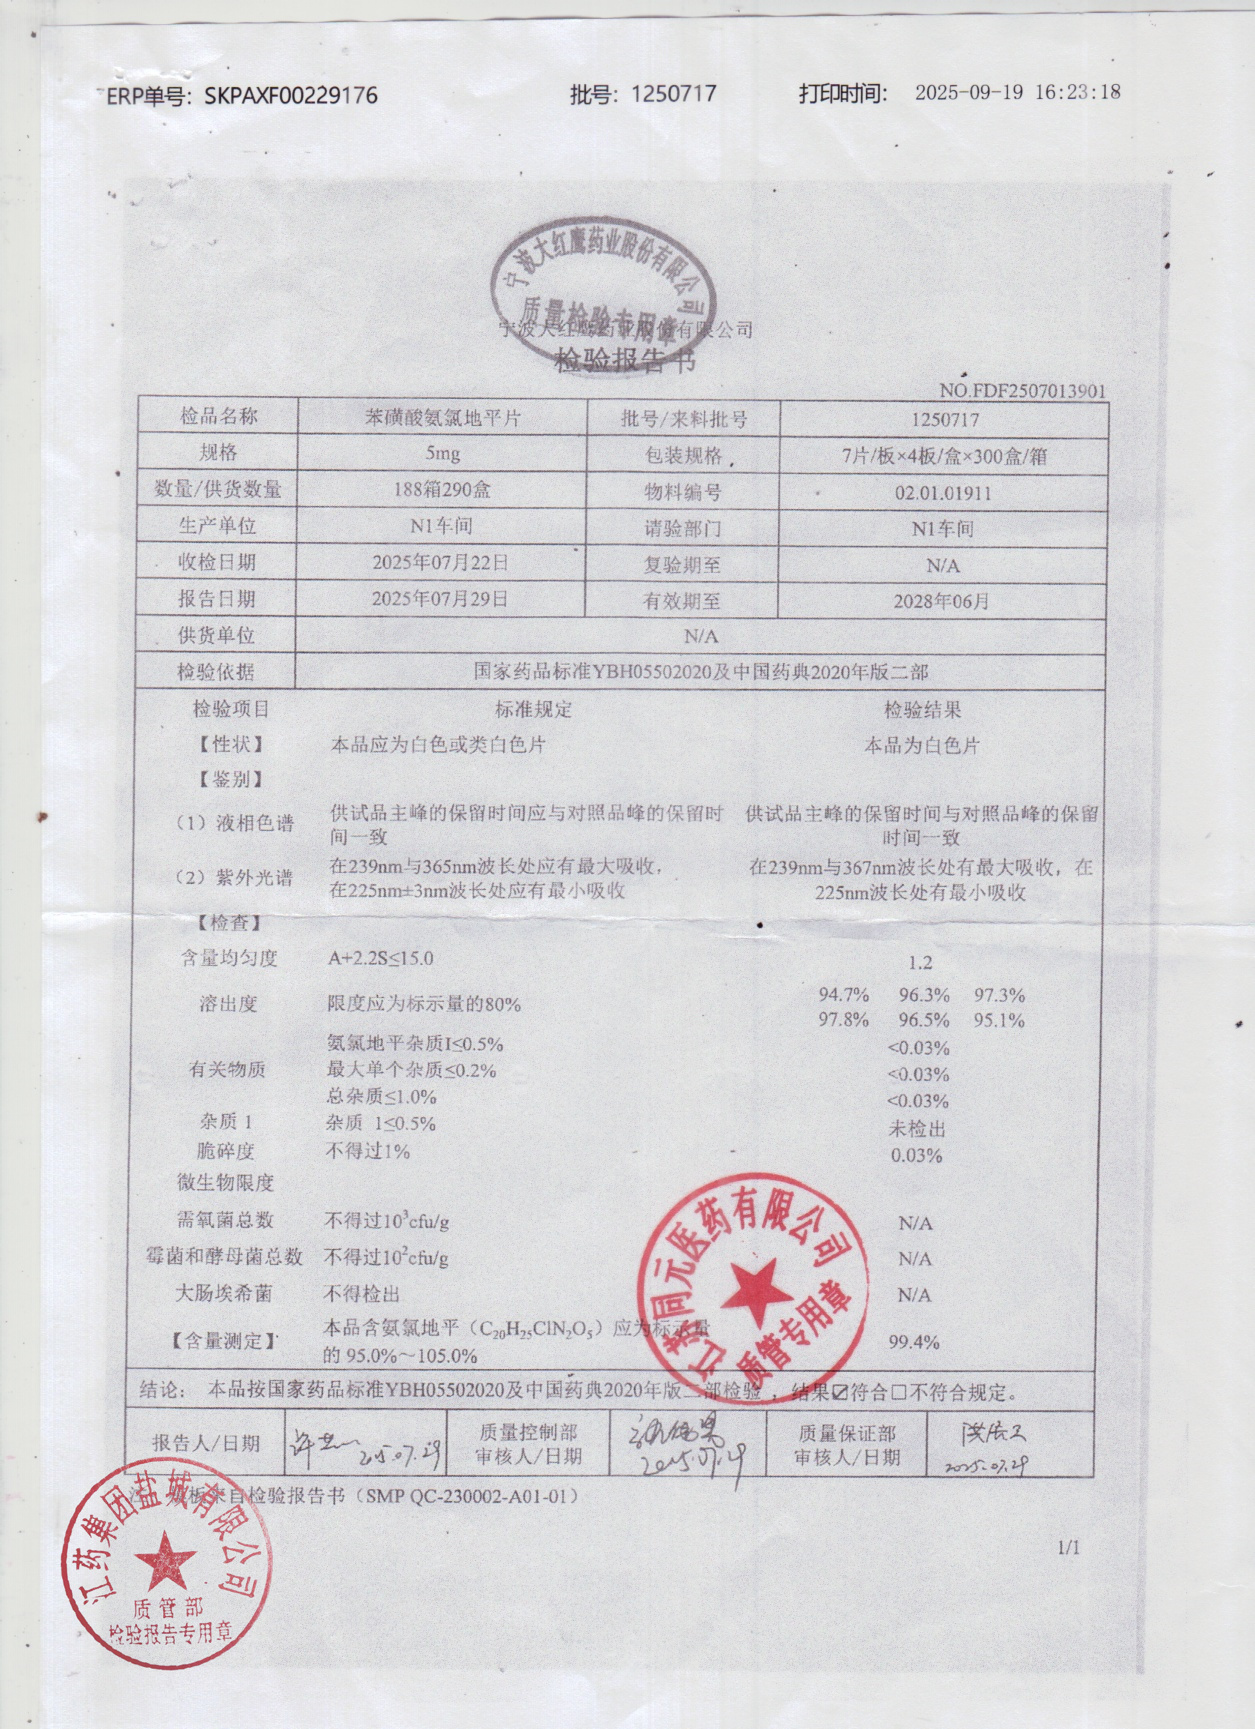 ERP单号：SKPAXF00229176 批号：1250717 打印时间： 2025-09-19 16:23:18
宁波大红鹰药业股份有限公司
质量检验专用章
宁波大红鹰药业股份有限公司
检验报告书
NO.FDF2507013901
检品名称 苯磺酸氨氯地平片 批号/来料批号 1250717
规格 5mg 包装规格 7片/板×4板/盒×300盒/箱
数量/供货数量 188箱290盒 物料编号 02.01.01911
生产单位 N1车间 请验部门 N1车间
收检日期 2025年07月22日 复验期至 N/A
报告日期 2025年07月29日 有效期至 2028年06月
供货单位 N/A
检验依据 国家药品标准YBH05502020及中国药典2020年版二部
检验项目 标准规定 检验结果
【性状】 本品应为白色或类白色片 本品为白色片
【鉴别】
（1）液相色谱 供试品主峰的保留时间应与对照品峰的保留时间一致 供试品主峰的保留时间与对照品峰的保留时间一致
（2）紫外光谱 在239nm与365nm波长处应有最大吸收，在225nm±3nm波长处应有最小吸收 在239nm与367nm波长处有最大吸收，在225nm波长处有最小吸收
【检查】
含量均匀度 A+2.2S≤15.0 1.2
溶出度 限度应为标示量的80% 94.7% 96.3% 97.3%
97.8% 96.5% 95.1%
氨氯地平杂质I≤0.5% <0.03%
有关物质 最大单个杂质≤0.2% <0.03%
总杂质≤1.0% <0.03%
杂质 1 杂质 1≤0.5% 未检出
脆碎度 不得过1% 0.03%
微生物限度
需氧菌总数 不得过10³cfu/g N/A
霉菌和酵母菌总数 不得过10²cfu/g N/A
大肠埃希菌 不得检出 N/A
【含量测定】 本品含氨氯地平（C₂₀H₂₅ClN₂O₅）应为标示量的 95.0%～105.0% 99.4%
结论： 本品按国家药品标准YBH05502020及中国药典2020年版二部检验 ，结果☑符合□不符合规定。
报告人/日期 质量控制部 审核人/日期 2025.07.29 质量保证部 审核人/日期 2025.07.29
模板来自检验报告书（SMP QC-230002-A01-01）
1/1
江苏同元医药有限公司
质管专用章
江药集团盐城有限公司
质管部
检验报告专用章